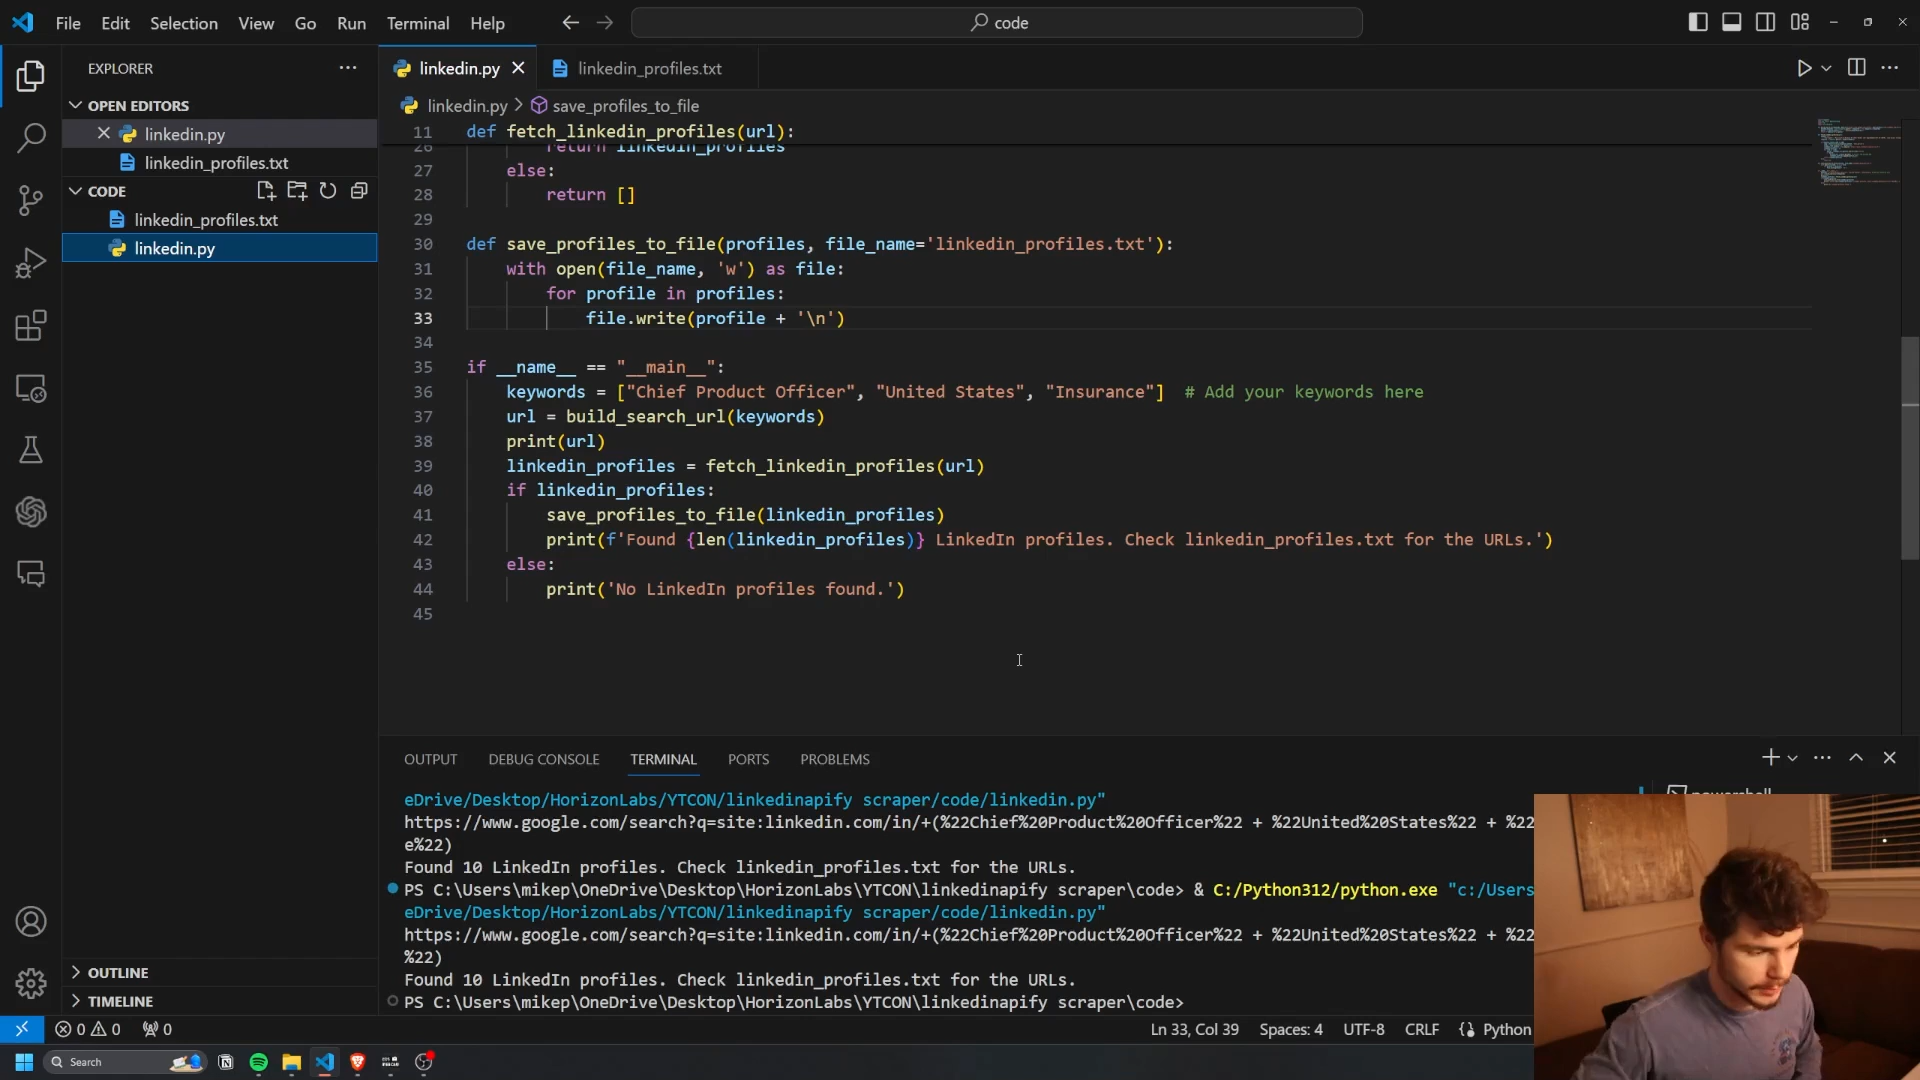 File Edit Selection View Go Run Terminal Help
code
EXPLORER
OPEN EDITORS
linkedin.py
linkedin_profiles.txt
CODE
linkedin_profiles.txt
linkedin.py
OUTLINE
TIMELINE
linkedin.py
linkedin_profiles.txt
linkedin.py > save_profiles_to_file
11 def fetch_linkedin_profiles(url):
26 return linkedin_profiles
27 else:
28 return []
29
30 def save_profiles_to_file(profiles, file_name='linkedin_profiles.txt'):
31 with open(file_name, 'w') as file:
32 for profile in profiles:
33 file.write(profile + '\n')
34
35 if __name__ == "__main__":
36 keywords = ["Chief Product Officer", "United States", "Insurance"] # Add your keywords here
37 url = build_search_url(keywords)
38 print(url)
39 linkedin_profiles = fetch_linkedin_profiles(url)
40 if linkedin_profiles:
41 save_profiles_to_file(linkedin_profiles)
42 print(f'Found {len(linkedin_profiles)} LinkedIn profiles. Check linkedin_profiles.txt for the URLs.')
43 else:
44 print('No LinkedIn profiles found.')
45
OUTPUT DEBUG CONSOLE TERMINAL PORTS PROBLEMS
eDrive/Desktop/HorizonLabs/YTCON/linkedinapify scraper/code/linkedin.py"
https://www.google.com/search?q=site:linkedin.com/in/+(%22Chief%20Product%20Officer%22 + %22United%20States%22 + %22
e%22)
Found 10 LinkedIn profiles. Check linkedin_profiles.txt for the URLs.
PS C:\Users\mikep\OneDrive\Desktop\HorizonLabs\YTCON\linkedinapify scraper\code> & C:/Python312/python.exe "c:/Users
eDrive/Desktop/HorizonLabs/YTCON/linkedinapify scraper/code/linkedin.py"
https://www.google.com/search?q=site:linkedin.com/in/+(%22Chief%20Product%20Officer%22 + %22United%20States%22 + %22
%22)
Found 10 LinkedIn profiles. Check linkedin_profiles.txt for the URLs.
PS C:\Users\mikep\OneDrive\Desktop\HorizonLabs\YTCON\linkedinapify scraper\code>
0 0 0
Ln 33, Col 39 Spaces: 4 UTF-8 CRLF Python
Search